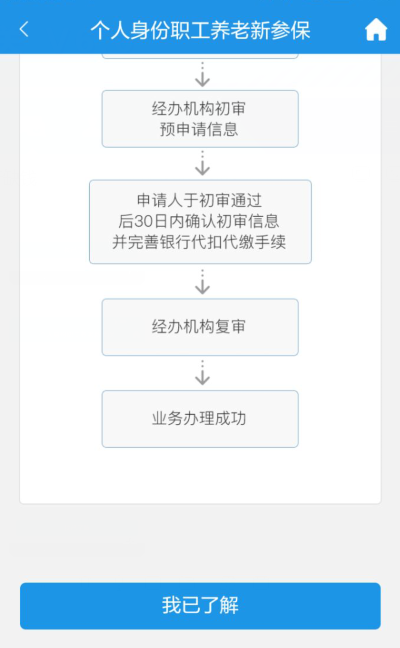 个人身份职工养老新参保
经办机构初审
预申请信息
申请人于初审通过
后30日内确认初审信息
并完善银行代扣代缴手续
经办机构复审
业务办理成功
我已了解